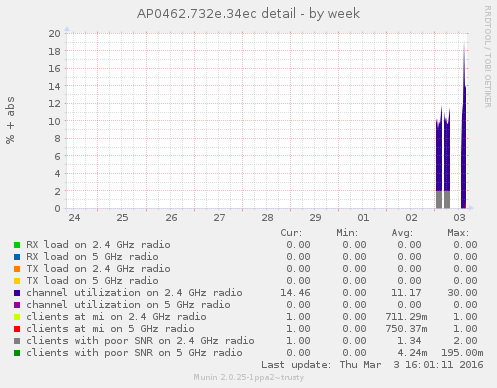 AP0462.732e.34ec detail - by week
RRDTOOL / TOBI OETIKER
% + abs
20
18
16
14
12
10
8
6
4
2
0
24 25 26 27 28 29 01 02 03
Cur: Min: Avg: Max:
RX load on 2.4 GHz radio 0.00 0.00 0.00 0.00
RX load on 5 GHz radio 0.00 0.00 0.00 0.00
TX load on 2.4 GHz radio 0.00 0.00 0.00 0.00
TX load on 5 GHz radio 0.00 0.00 0.00 0.00
channel utilization on 2.4 GHz radio 14.46 0.00 11.17 30.00
channel utilization on 5 GHz radio 0.00 0.00 0.00 0.00
clients at mi on 2.4 GHz radio 1.00 0.00 711.29m 1.00
clients at mi on 5 GHz radio 1.00 0.00 750.37m 1.00
clients with poor SNR on 2.4 GHz radio 1.00 0.00 1.34 2.00
clients with poor SNR on 5 GHz radio 0.00 0.00 4.24m 195.00m
Last update: Thu Mar 3 16:01:11 2016
Munin 2.0.25-1ppa2~trusty